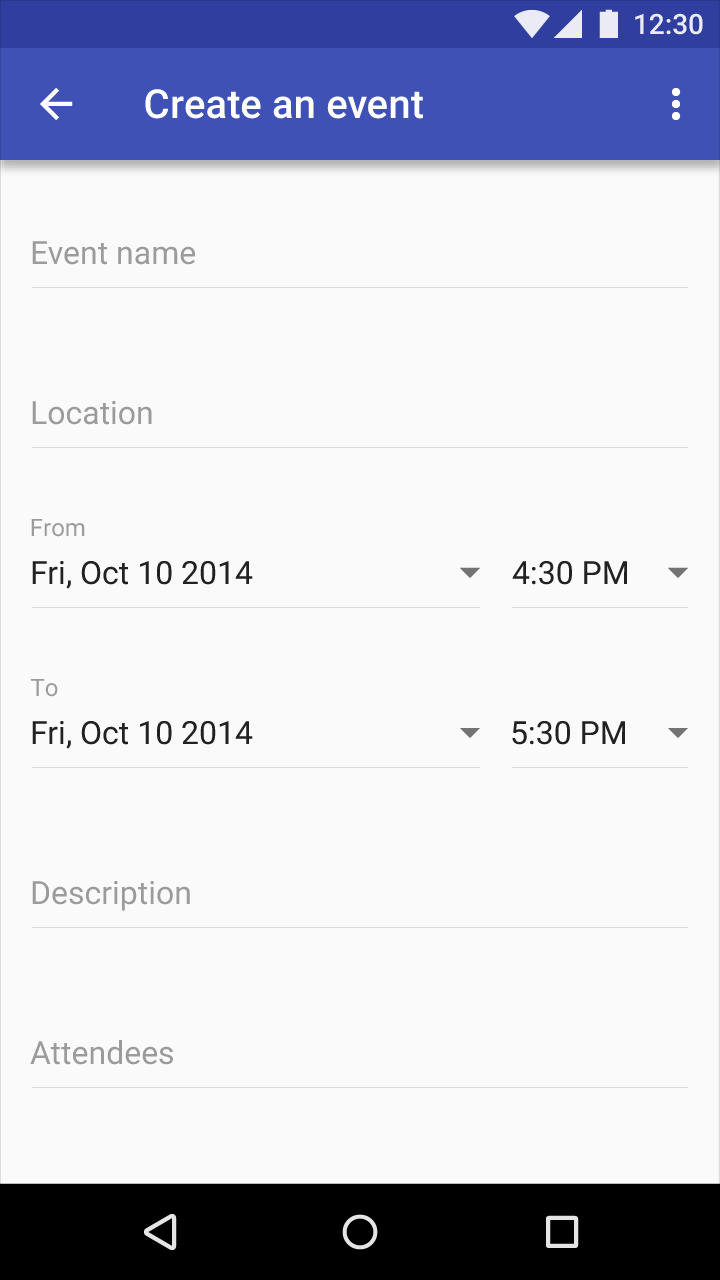 12:30
Create an event
Event name
Location
From
Fri, Oct 10 2014 4:30 PM
To
Fri, Oct 10 2014 5:30 PM
Description
Attendees